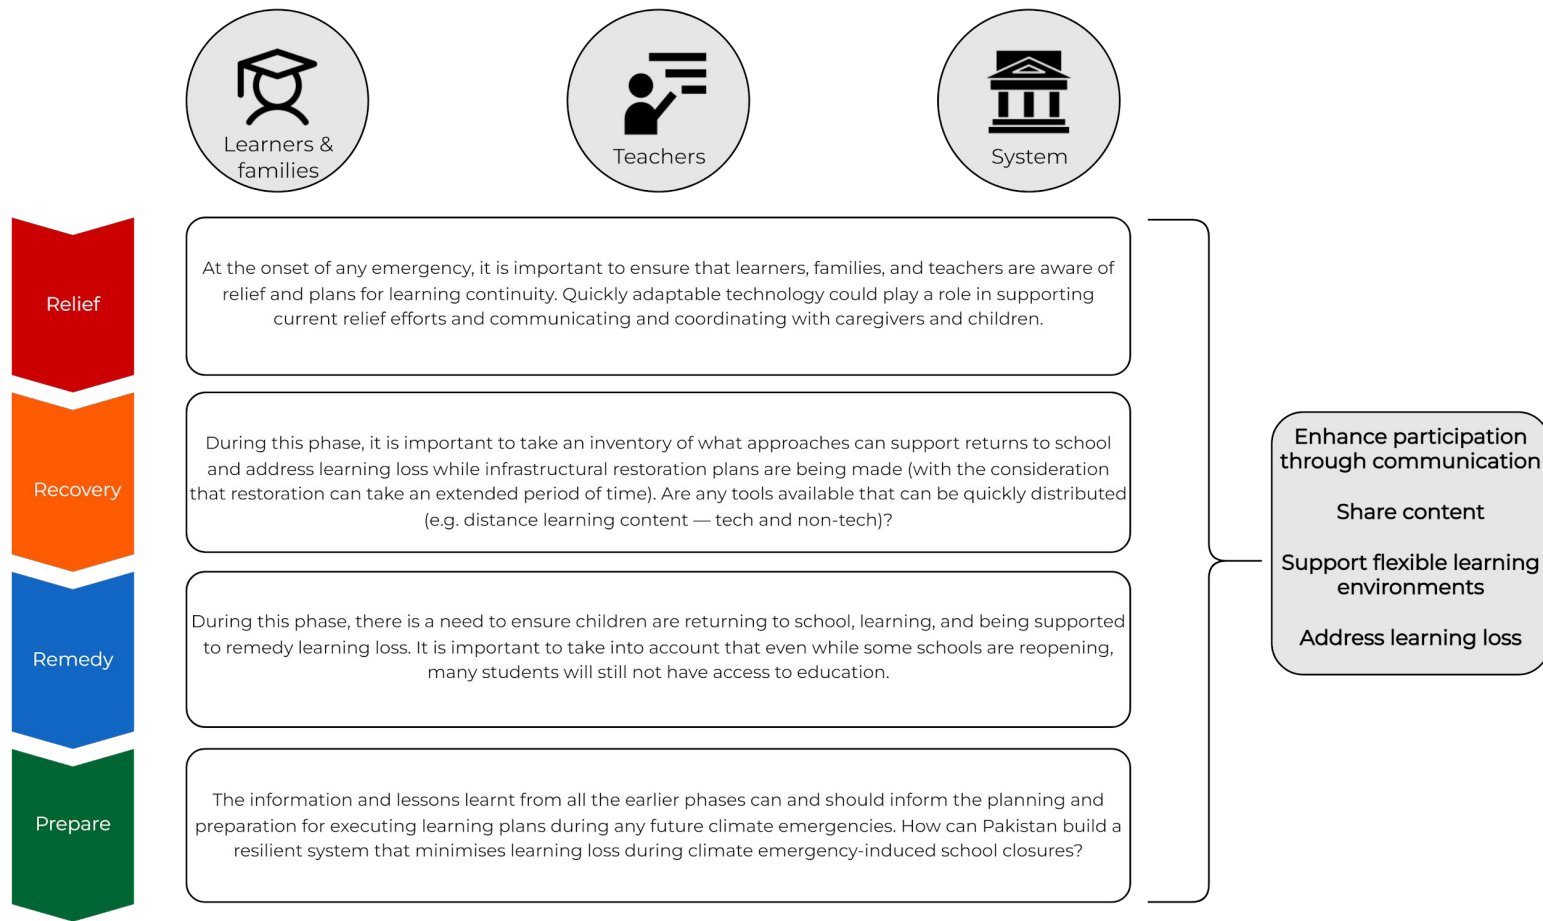 Learners &
families
Teachers
System
Relief
At the onset of any emergency, it is important to ensure that learners, families, and teachers are aware of
relief and plans for learning continuity. Quickly adaptable technology could play a role in supporting
current relief efforts and communicating and coordinating with caregivers and children.
Recovery
During this phase, it is important to take an inventory of what approaches can support returns to school
and address learning loss while infrastructural restoration plans are being made (with the consideration
that restoration can take an extended period of time). Are any tools available that can be quickly distributed
(e.g. distance learning content — tech and non-tech)?
Remedy
During this phase, there is a need to ensure children are returning to school, learning, and being supported
to remedy learning loss. It is important to take into account that even while some schools are reopening,
many students will still not have access to education.
Prepare
The information and lessons learnt from all the earlier phases can and should inform the planning and
preparation for executing learning plans during any future climate emergencies. How can Pakistan build a
resilient system that minimises learning loss during climate emergency-induced school closures?
Enhance participation
through communication
Share content
Support flexible learning
environments
Address learning loss